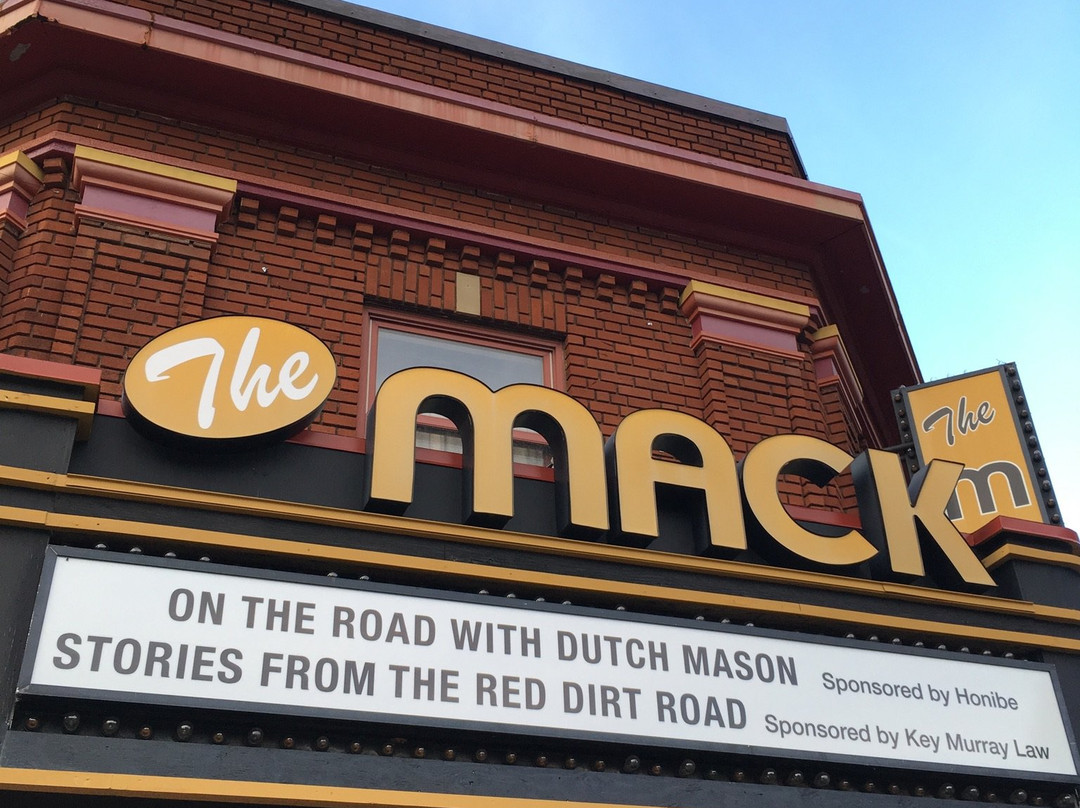 The
MACK
The
m
ON THE ROAD WITH DUTCH MASON Sponsored by Honibe
STORIES FROM THE RED DIRT ROAD Sponsored by Key Murray Law